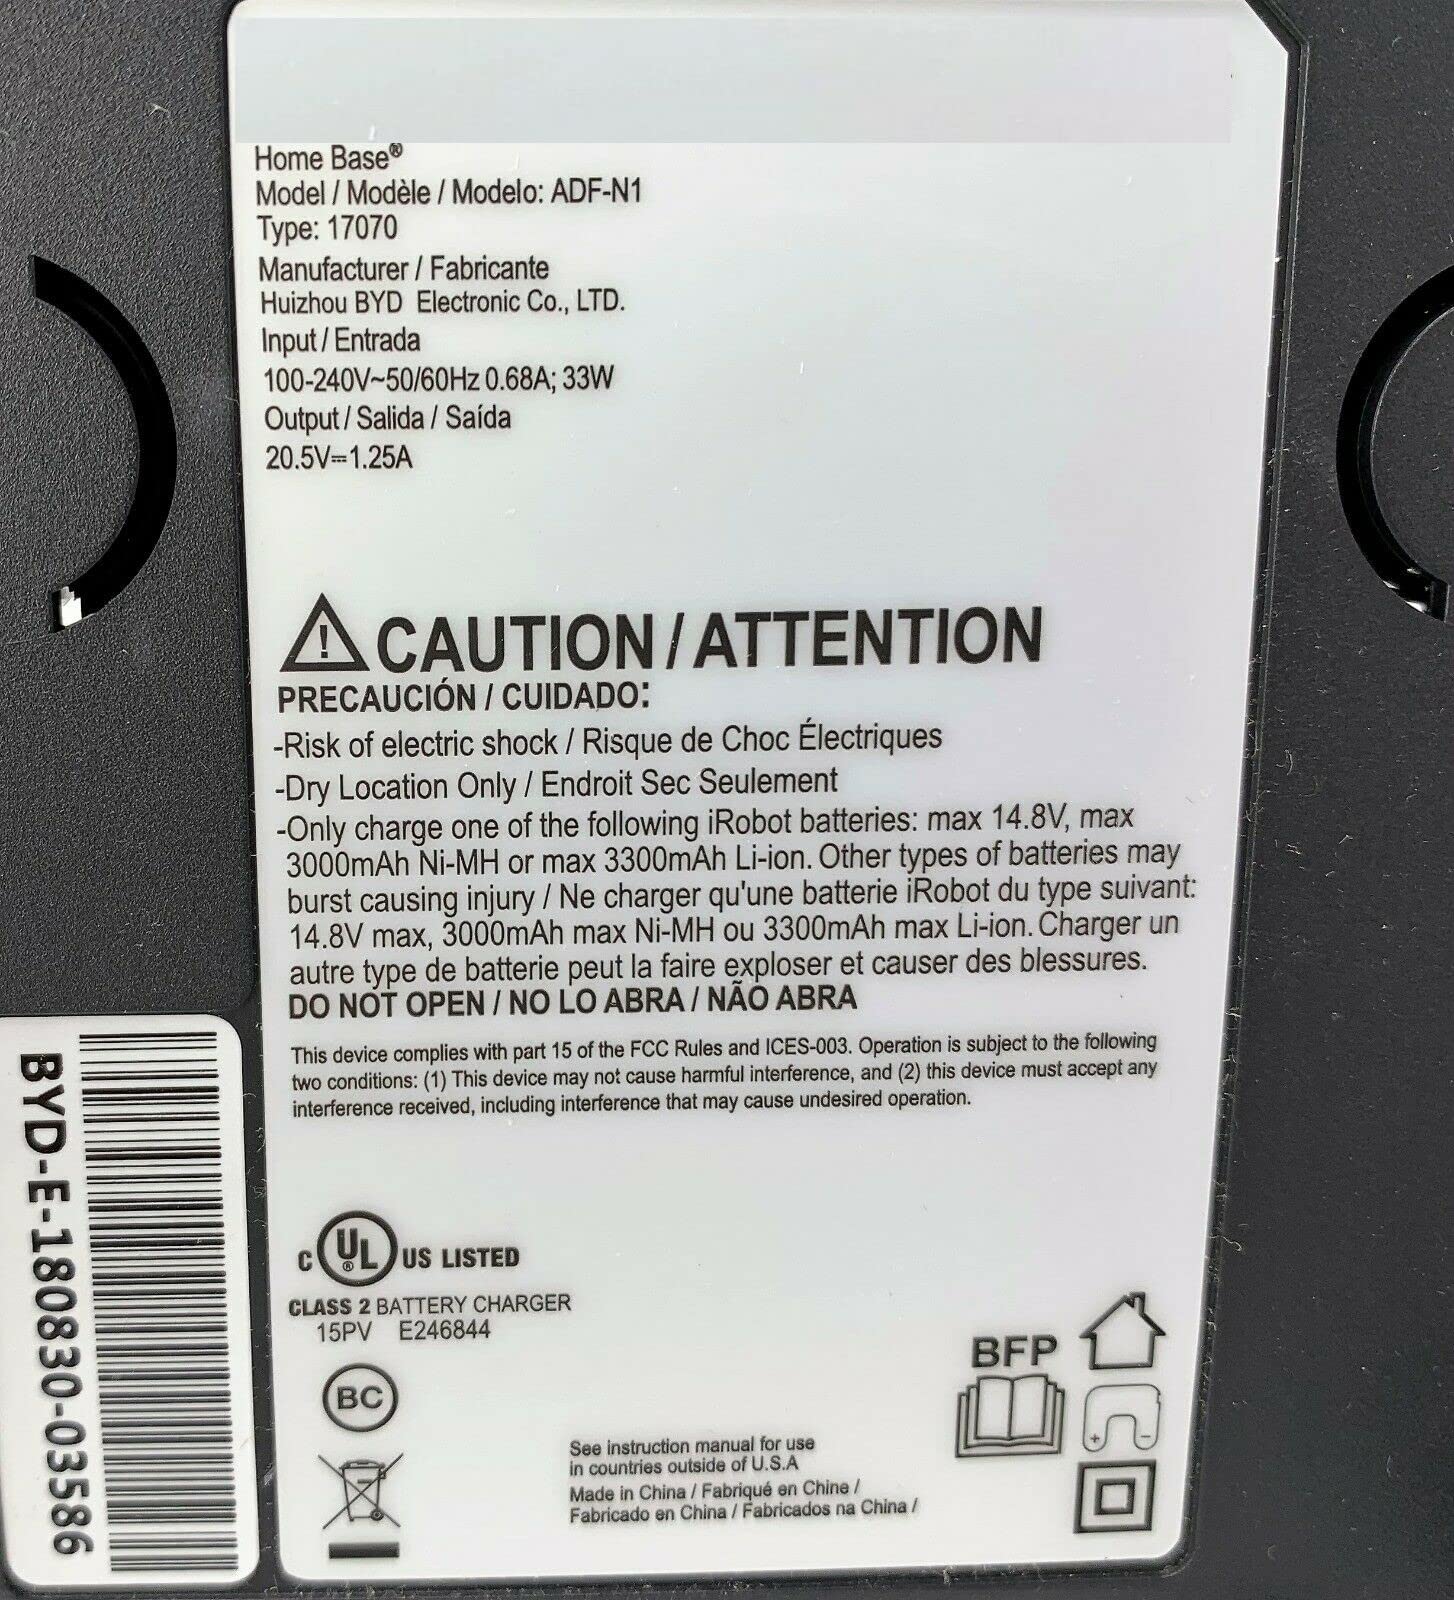 Home Base®
Model / Modèle / Modelo: ADF-N1
Type: 17070
Manufacturer / Fabricante
Huizhou BYD Electronic Co., LTD.
Input / Entrada
100-240V~50/60Hz 0.68A; 33W
Output / Salida / Saída
20.5V⎓1.25A
CAUTION / ATTENTION
PRECAUCIÓN / CUIDADO:
-Risk of electric shock / Risque de Choc Électriques
-Dry Location Only / Endroit Sec Seulement
-Only charge one of the following iRobot batteries: max 14.8V, max
3000mAh Ni-MH or max 3300mAh Li-ion. Other types of batteries may
burst causing injury / Ne charger qu'une batterie iRobot du type suivant:
14.8V max, 3000mAh max Ni-MH ou 3300mAh max Li-ion. Charger un
autre type de batterie peut la faire exploser et causer des blessures.
DO NOT OPEN / NO LO ABRA / NÃO ABRA
This device complies with part 15 of the FCC Rules and ICES-003. Operation is subject to the following
two conditions: (1) This device may not cause harmful interference, and (2) this device must accept any
interference received, including interference that may cause undesired operation.
C UL® US LISTED
CLASS 2 BATTERY CHARGER
15PV E246844
BC
BFP
See instruction manual for use
in countries outside of U.S.A
Made in China / Fabriqué en Chine /
Fabricado en China / Fabricados na China /
BYD-E-180830-03586